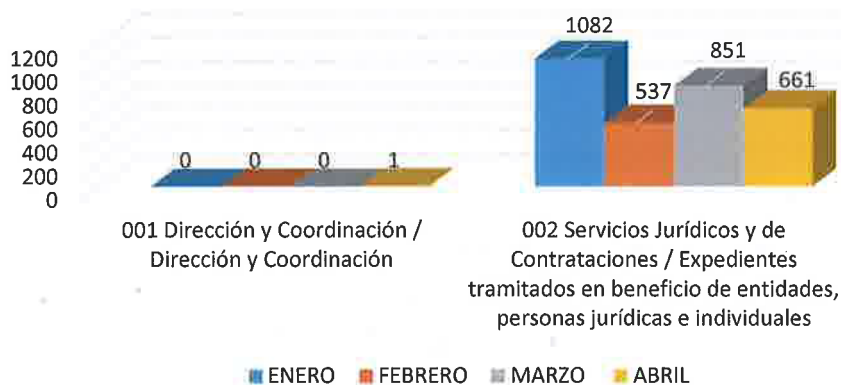 1082
851
537
661
1200
1000
800
600
400
200
0
0
0
0
1
001 Dirección y Coordinación /
Dirección y Coordinación
002 Servicios Jurídicos y de
Contrataciones / Expedientes
tramitados en beneficio de entidades,
personas jurídicas e individuales
ENERO FEBRERO MARZO ABRIL